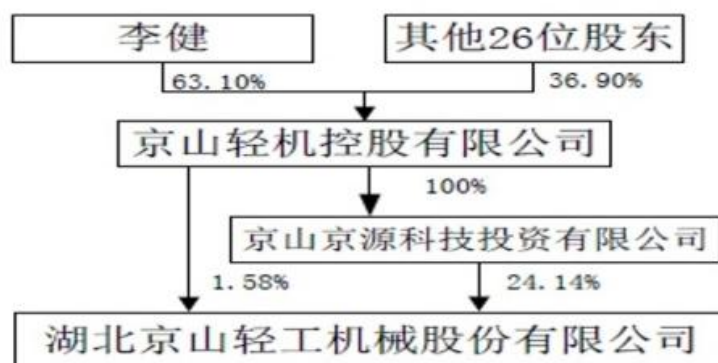 李健
其他26位股东
63.10%
36.90%
京山轻机控股有限公司
100%
京山京源科技投资有限公司
1.58%
24.14%
湖北京山轻工机械股份有限公司